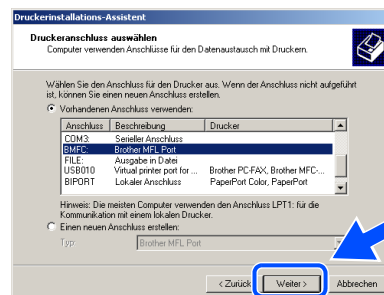 Druckerinstallations-Assistent
Druckeranschluss auswählen
Computer verwenden Anschlüsse für den Datenaustausch mit Druckern.
Wählen Sie den Anschluss für den Drucker aus. Wenn der Anschluss nicht aufgeführt
ist, können Sie einen neuen Anschluss erstellen.
Vorhandenen Anschluss verwenden:
Anschluss Beschreibung Drucker
COM3: Serieller Anschluss
BMFC: Brother MFL Port
FILE: Ausgabe in Datei
USB010 Virtual printer port for ... Brother PC-FAX, Brother MFC-...
BIPORT Lokaler Anschluss PaperPort Color, PaperPort
Hinweis: Die meisten Computer verwenden den Anschluss LPT1: für die
Kommunikation mit einem lokalen Drucker.
Einen neuen Anschluss erstellen:
Typ: Brother MFL Port
< Zurück Weiter > Abbrechen